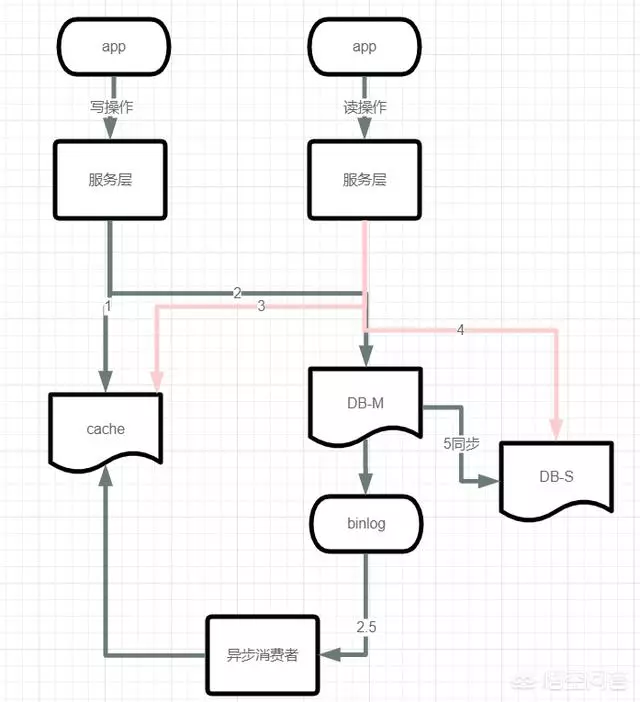 app
app
写操作
读操作
服务层
服务层
1
2
3
4
cache
DB-M
5同步
DB-S
binlog
2.5
异步消费者
悟空问答